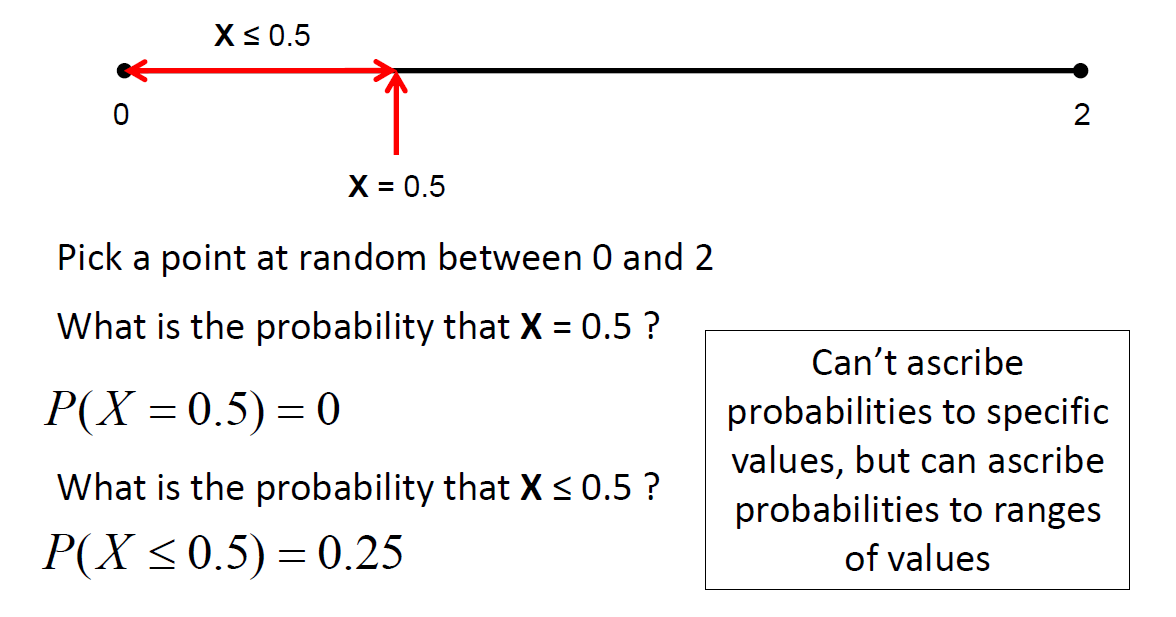 X ≤ 0.5
0
2
X = 0.5
Pick a point at random between 0 and 2
What is the probability that X = 0.5 ?
P(X = 0.5) = 0
What is the probability that X ≤ 0.5 ?
P(X ≤ 0.5) = 0.25
Can’t ascribe
probabilities to specific
values, but can ascribe
probabilities to ranges
of values